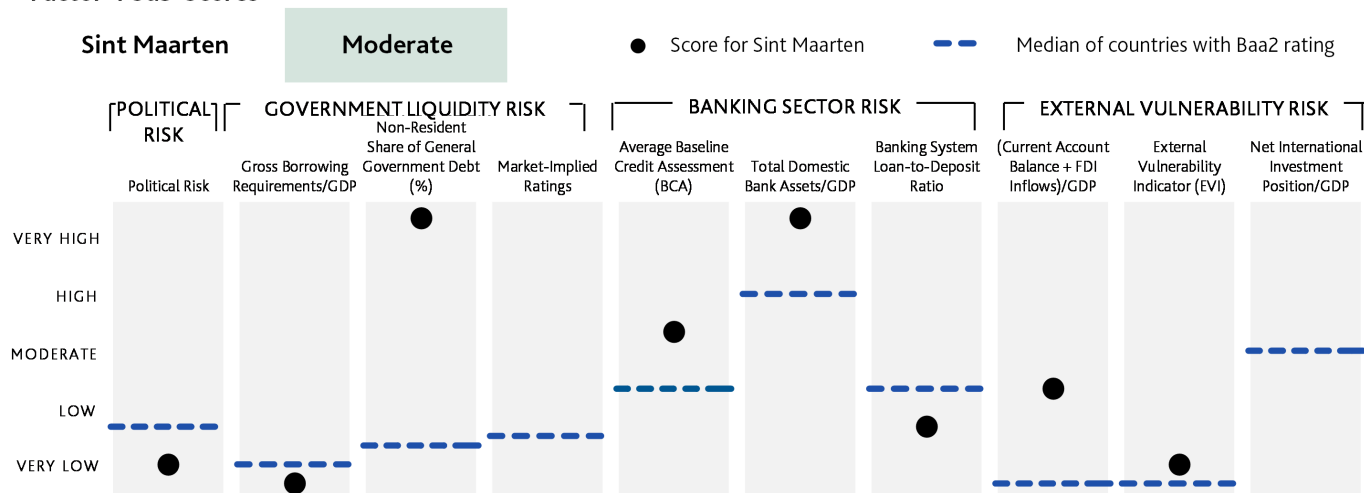 Sint Maarten
Moderate
Score for Sint Maarten
Median of countries with Baa2 rating
POLITICAL
RISK
GOVERNMENT LIQUIDITY RISK
BANKING SECTOR RISK
EXTERNAL VULNERABILITY RISK
Political Risk
Gross Borrowing
Requirements/GDP
Non-Resident
Share of General
Government Debt
(%)
Market-Implied
Ratings
Average Baseline
Credit Assessment
(BCA)
Total Domestic
Bank Assets/GDP
Banking System
Loan-to-Deposit
Ratio
(Current Account
Balance + FDI
Inflows)/GDP
External
Vulnerability
Indicator (EVI)
Net International
Investment
Position/GDP
VERY HIGH
HIGH
MODERATE
LOW
VERY LOW